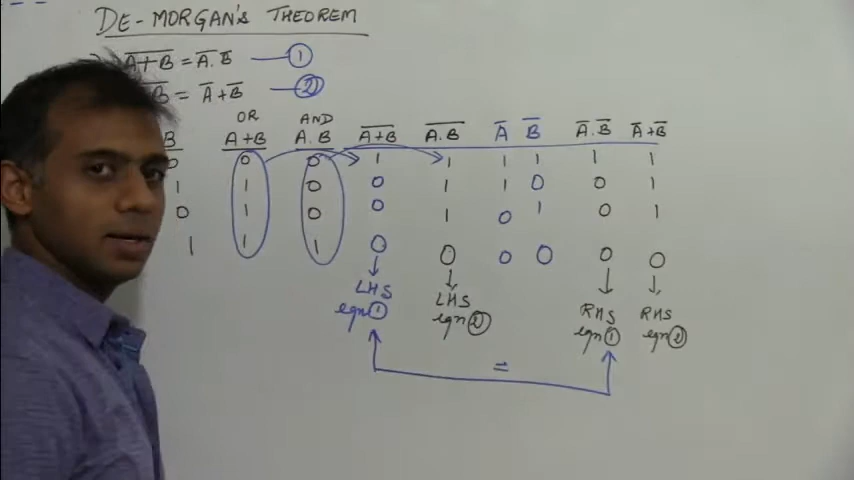 DE-MORGAN'S THEOREM
A+B̅ = A̅.B̅ ①
B̅ = A̅+B̅ ②
OR AND
B A+B A.B A̅+̅B̅ A̅.̅B̅ A̅ B̅ A̅.B̅ A̅+B̅
0 0 0 1 1 1 1 1 1
1 1 0 0 1 1 0 0 1
0 1 0 0 1 0 1 0 1
1 1 1 0 0 0 0 0 0
LHS LHS RHS RHS
eqn① eqn② eqn① eqn②
=